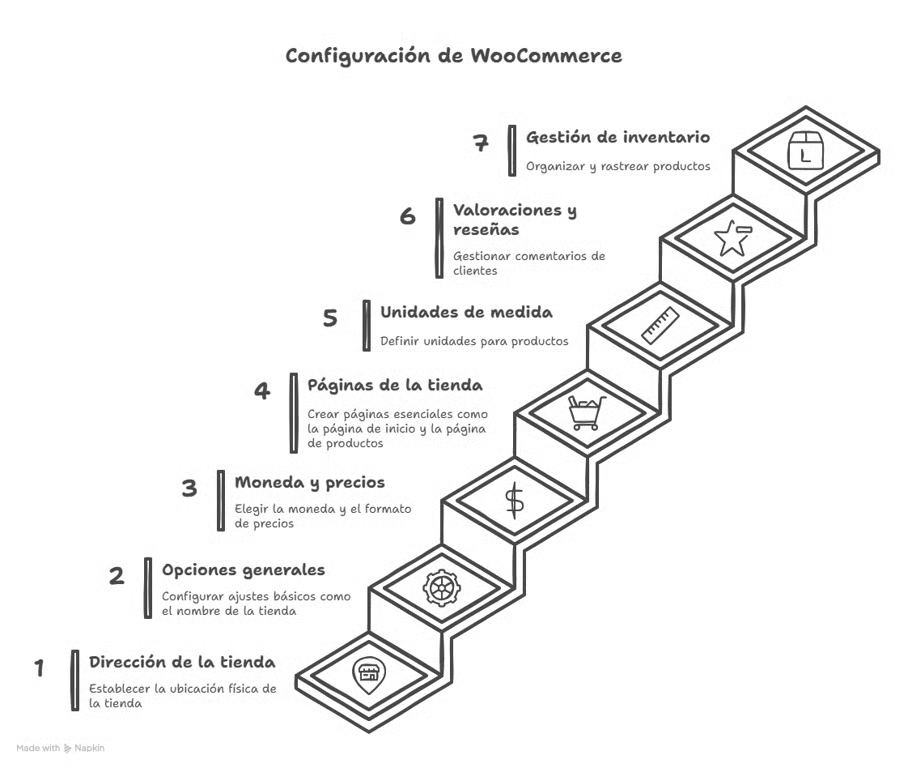 Configuración de WooCommerce
7
Gestión de inventario
Organizar y rastrear productos
6
Valoraciones y
reseñas
Gestionar comentarios de
clientes
5
Unidades de medida
Definir unidades para productos
4
Páginas de la tienda
Crear páginas esenciales como
la página de inicio y la página
de productos
3
Moneda y precios
Elegir la moneda y el formato
de precios
2
Opciones generales
Configurar ajustes básicos como
el nombre de la tienda
1
Dirección de la tienda
Establecer la ubicación física de
la tienda
L
$
Made with Napkin